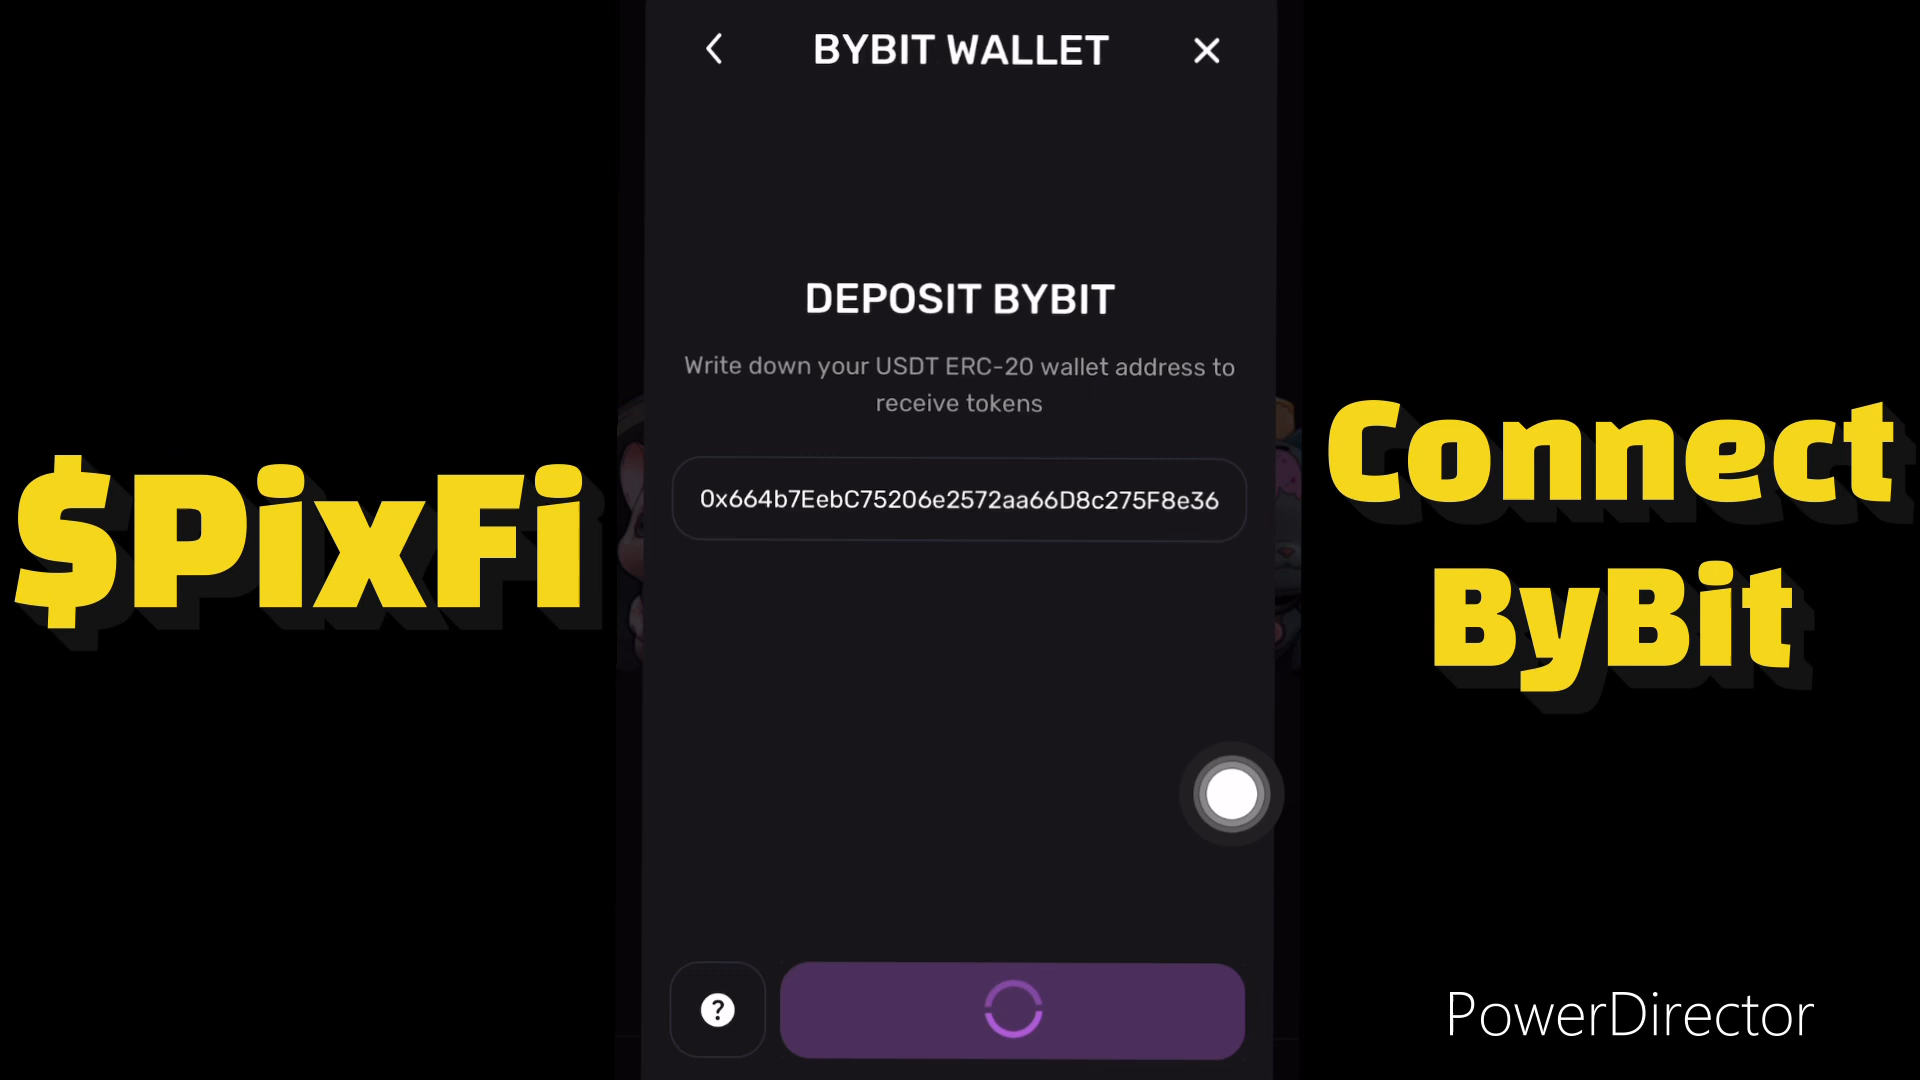 BYBIT WALLET
DEPOSIT BYBIT
Write down your USDT ERC-20 wallet address to
receive tokens
0x664b7EebC75206e2572aa66D8c275F8e36
?
$PixFi
Connect
ByBit
PowerDirector